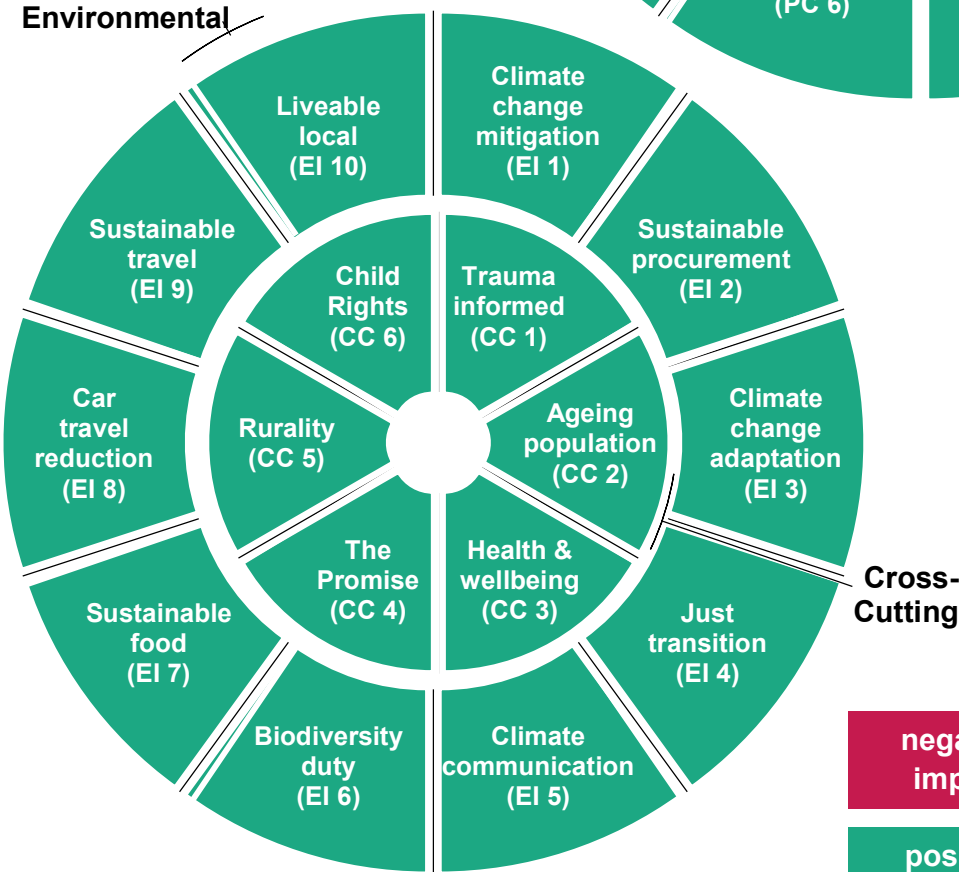 Environmental
(PC 6)
Liveable
local
(EI 10)
Climate
change
mitigation
(EI 1)
Sustainable
travel
(EI 9)
Sustainable
procurement
(EI 2)
Child
Rights
(CC 6)
Trauma
informed
(CC 1)
Car
travel
reduction
(EI 8)
Rurality
(CC 5)
Ageing
population
(CC 2)
Climate
change
adaptation
(EI 3)
The
Promise
(CC 4)
Health &
wellbeing
(CC 3)
Cross-
Cutting
Sustainable
food
(EI 7)
Just
transition
(EI 4)
Biodiversity
duty
(EI 6)
Climate
communication
(EI 5)
nega
imp
pos